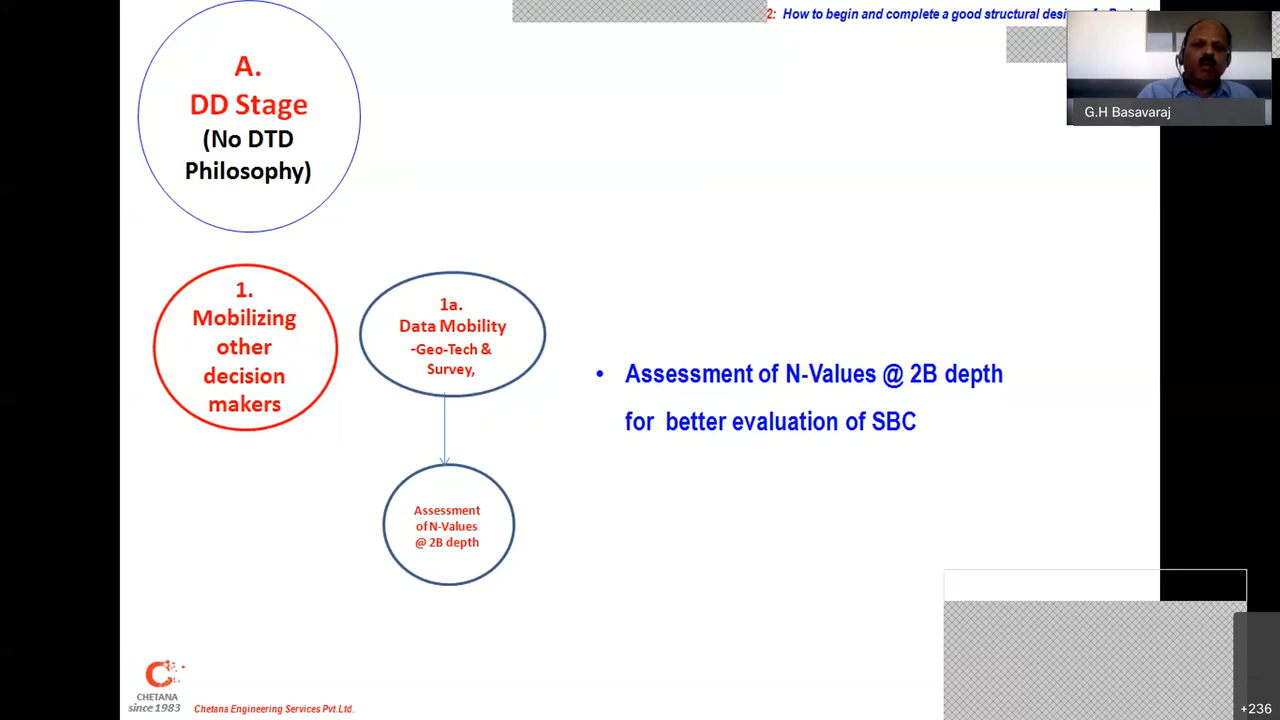 2: How to begin and complete a good structural
G.H Basavaraj
A.
DD Stage
(No DTD
Philosophy)
1.
Mobilizing
other
decision
makers
1a.
Data Mobility
-Geo-Tech &
Survey,
• Assessment of N-Values @ 2B depth
for better evaluation of SBC
Assessment
of N-Values
@ 2B depth
CHETANA
since 1983
Chetana Engineering Services Pvt.Ltd.
+236